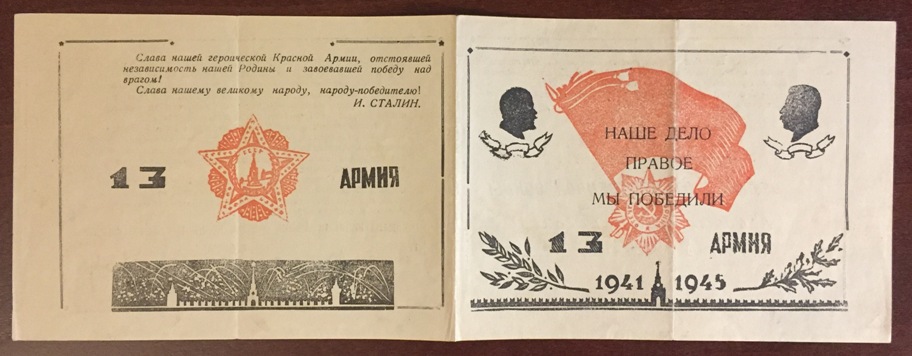 Слава нашей героической Красной Армии, отстоявшей
независимость нашей Родины и завоевавшей победу над
врагом!
Слава нашему великому народу, народу-победителю!
И. СТАЛИН.
13 АРМИЯ
НАШЕ ДЕЛО
ПРАВОЕ
МЫ ПОБЕДИЛИ
13 АРМИЯ
1941 1945